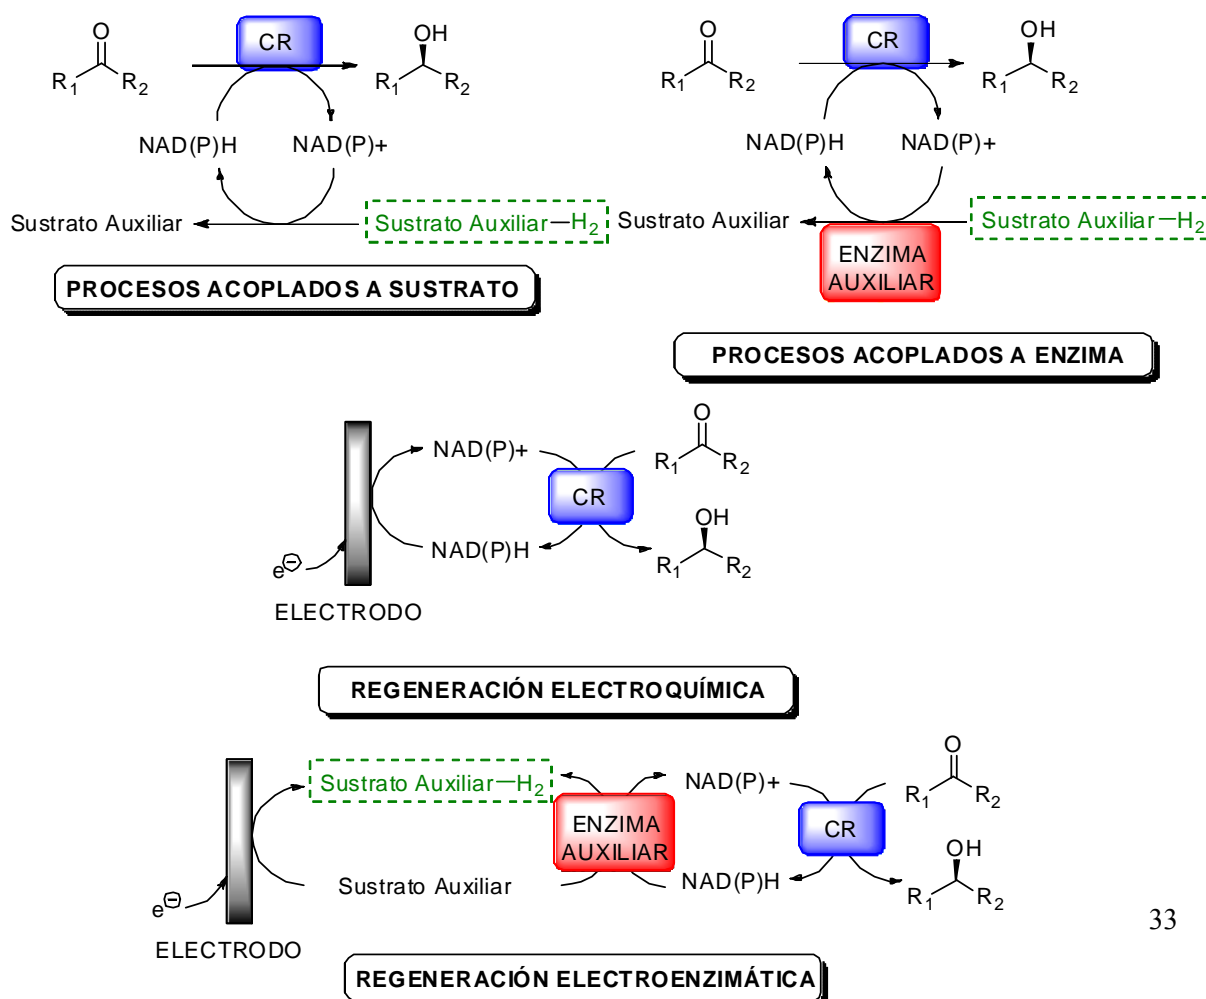 O
R1 R2
CR
OH
R1 R2
NAD(P)H
NAD(P)+
Sustrato Auxiliar
Sustrato Auxiliar—H2
PROCESOS ACOPLADOS A SUSTRATO
O
R1 R2
CR
OH
R1 R2
NAD(P)H
NAD(P)+
Sustrato Auxiliar
Sustrato Auxiliar—H2
ENZIMA
AUXILIAR
PROCESOS ACOPLADOS A ENZIMA
NAD(P)+
O
R1 R2
CR
NAD(P)H
OH
R1 R2
e⊖
ELECTRODO
REGENERACIÓN ELECTROQUÍMICA
Sustrato Auxiliar—H2
NAD(P)+
O
R1 R2
ENZIMA
AUXILIAR
CR
Sustrato Auxiliar
NAD(P)H
OH
R1 R2
e⊖
ELECTRODO
33
REGENERACIÓN ELECTROENZIMÁTICA